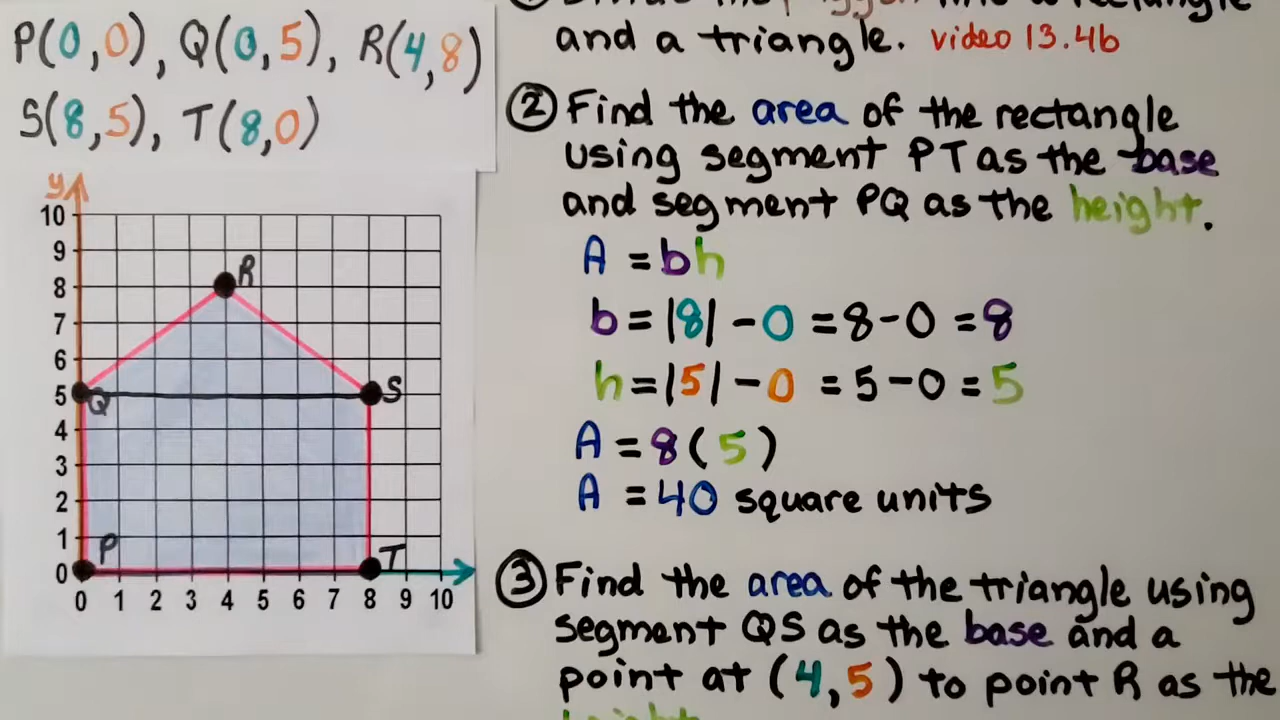 P(0,0), Q(0,5), R(4,8)
S(8,5), T(8,0)
y
10
9
8
7
6
5
4
3
2
1
0
0 1 2 3 4 5 6 7 8 9 10
R
Q
S
P
T
and a triangle. video 13.4b
② Find the area of the rectangle
using segment PT as the base
and segment PQ as the height.
A = bh
b = |8| - 0 = 8 - 0 = 8
h = |5| - 0 = 5 - 0 = 5
A = 8(5)
A = 40 square units
③ Find the area of the triangle using
segment QS as the base and a
point at (4,5) to point R as the